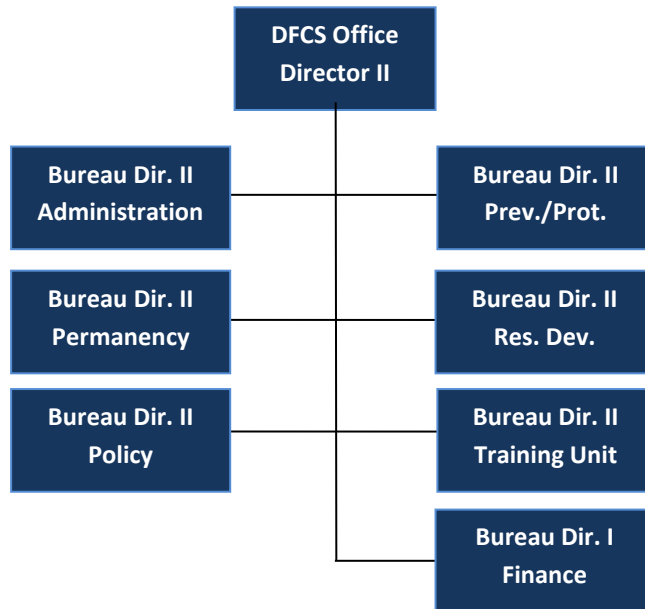 DFCS Office
Director II
Bureau Dir. II
Administration
Bureau Dir. II
Prev./Prot.
Bureau Dir. II
Permanency
Bureau Dir. II
Res. Dev.
Bureau Dir. II
Policy
Bureau Dir. II
Training Unit
Bureau Dir. I
Finance